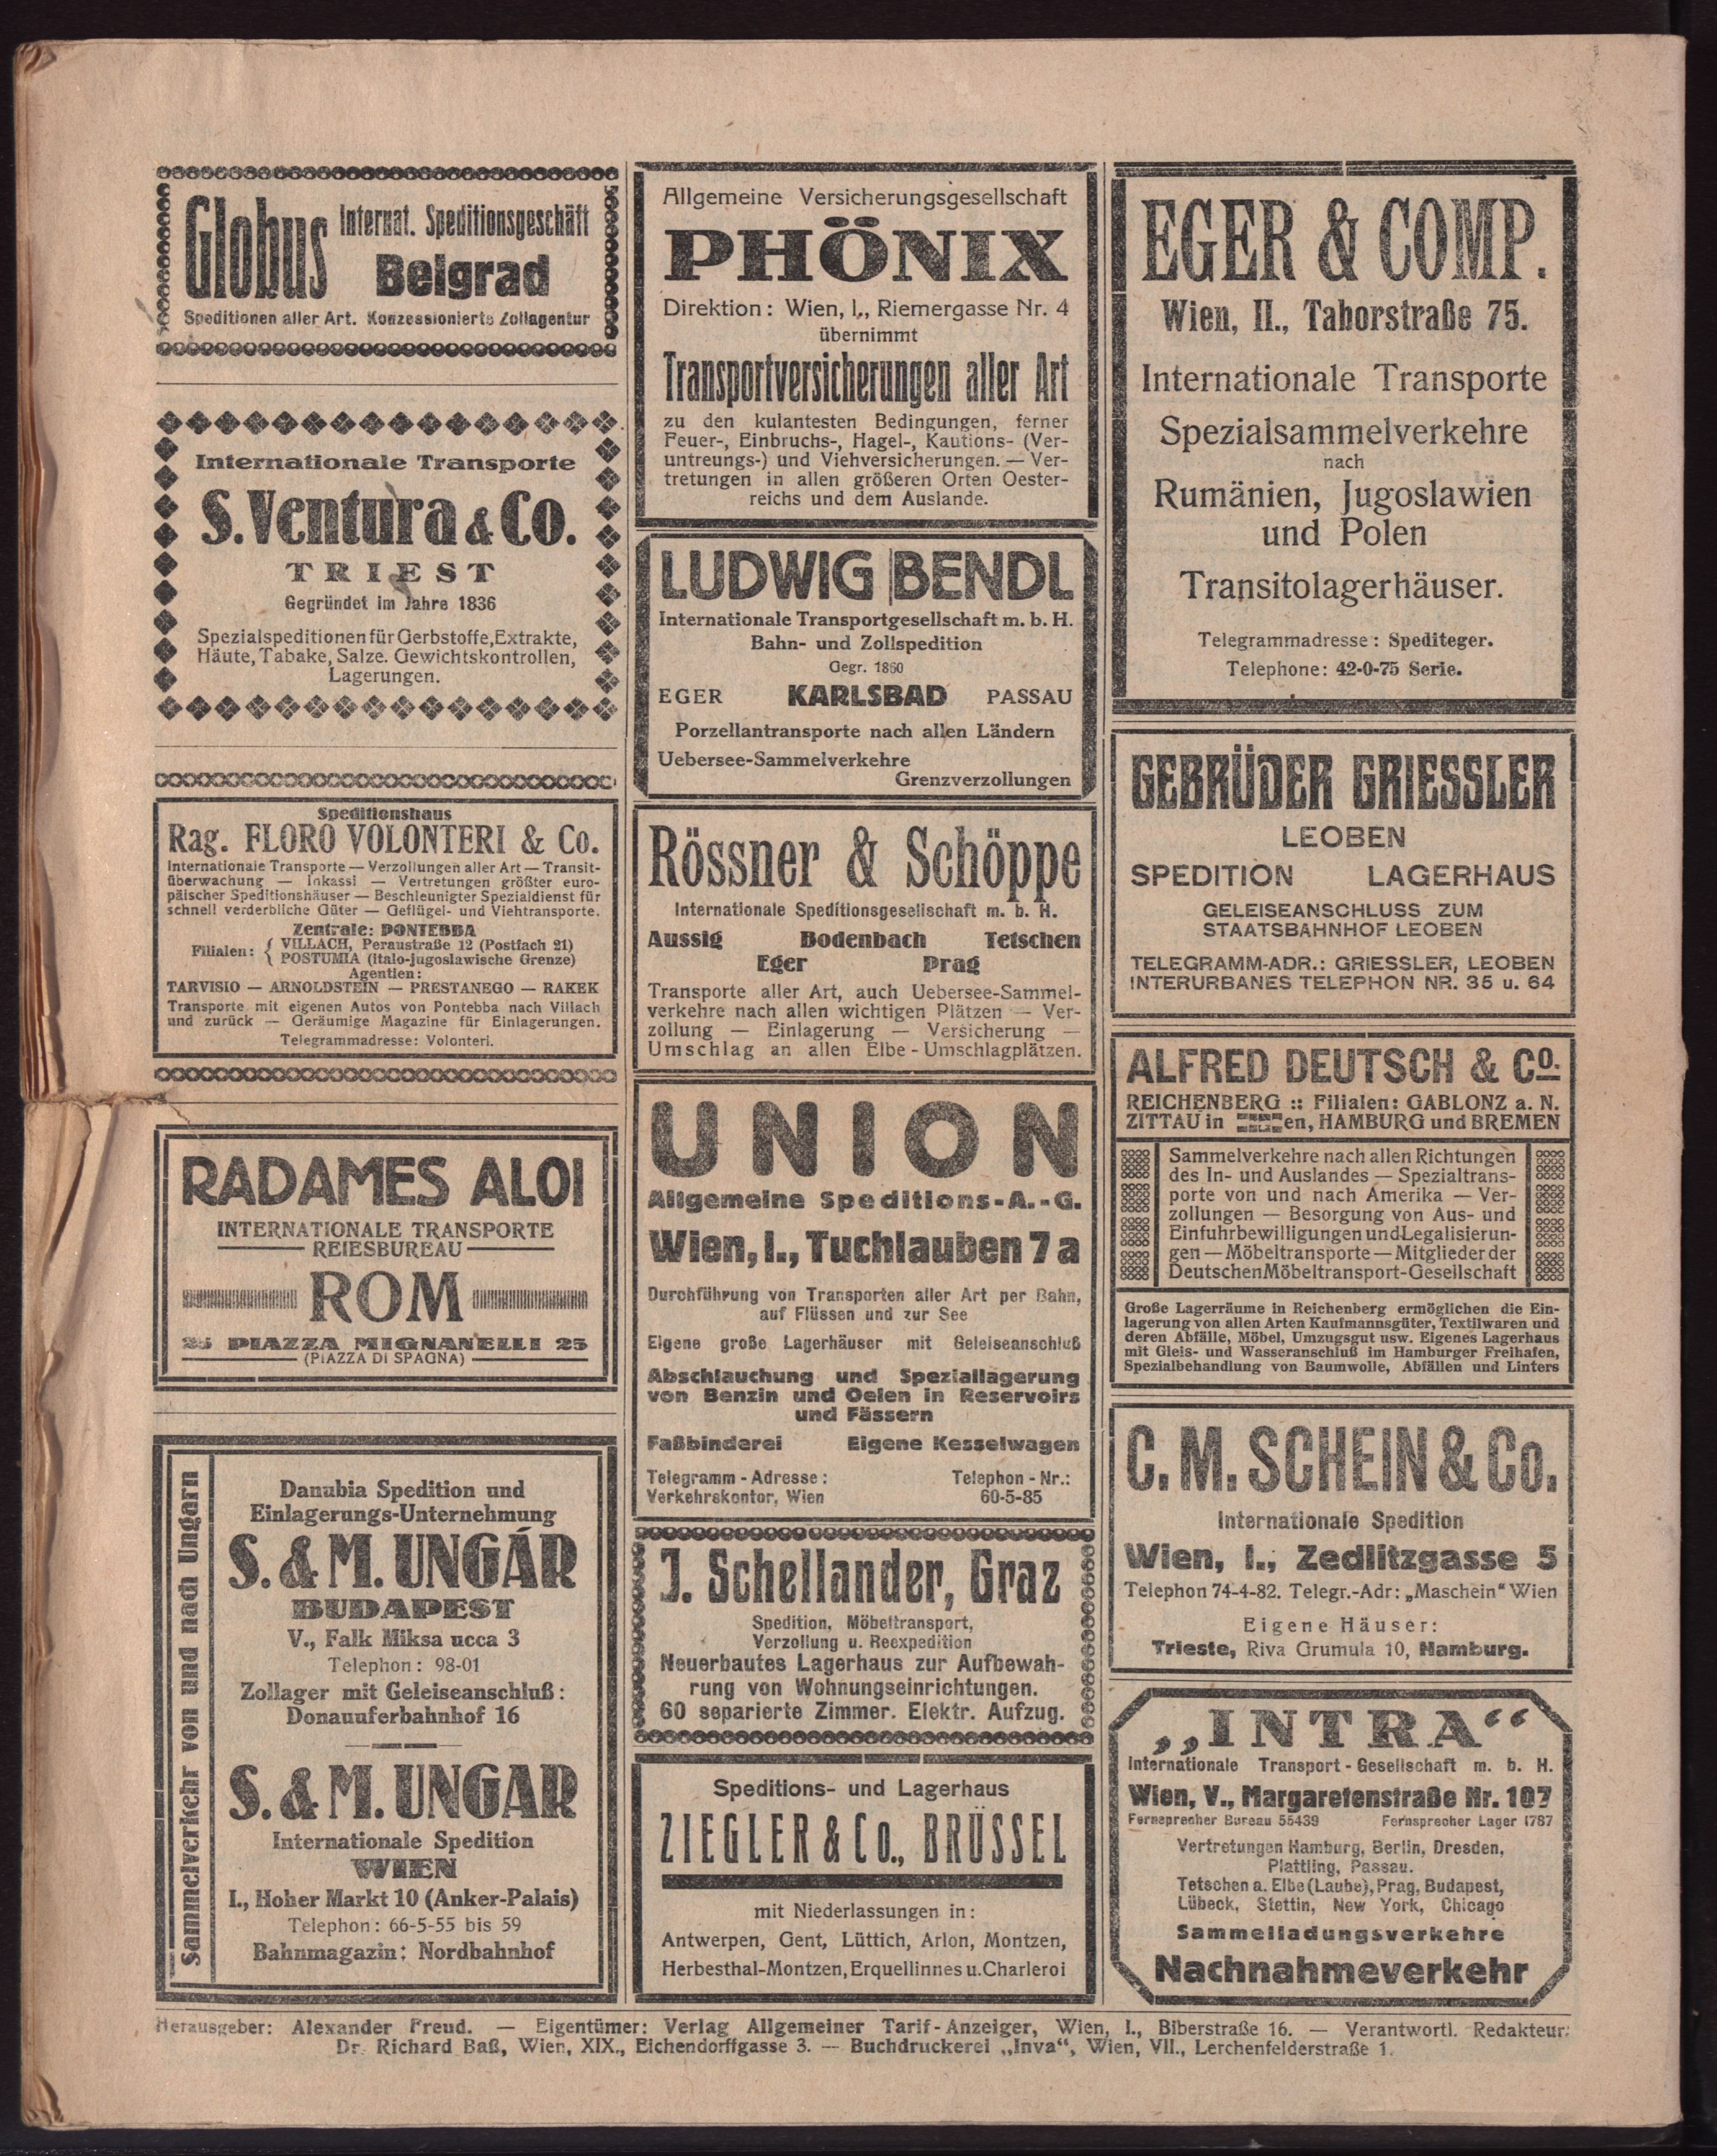 Globus
Internat. Speditionsgeschäft
Belgrad
Speditionen aller Art. Konzessionierte Zollagentur
Internationale Transporte
S. Ventura & Co.
TRIEST
Gegründet im Jahre 1836
Spezialspeditionen für Gerbstoffe, Extrakte,
Häute, Tabake, Salze. Gewichtskontrollen,
Lagerungen.
Speditionshaus
Rag. FLORO VOLONTERI & Co.
Internationale Transporte — Verzollungen aller Art — Transit-
überwachung — Inkassi — Vertretungen größter euro-
päischer Speditionshäuser — Beschleunigter Spezialdienst für
schnell verderbliche Güter — Geflügel- und Viehtransporte.
Zentrale: PONTEBBA
Filialen: { VILLACH, Peraustraße 12 (Postfach 21)
{ POSTUMIA (italo-jugoslawische Grenze)
Agentien:
TARVISIO — ARNOLDSTEIN — PRESTANEGO — RAKEK
Transporte mit eigenen Autos von Pontebba nach Villach
und zurück — Geräumige Magazine für Einlagerungen.
Telegrammadresse: Volonteri.
RADAMES ALOI
INTERNATIONALE TRANSPORTE
REIESBUREAU
ROM
25 PIAZZA MIGNANELLI 25
(PIAZZA DI SPAGNA)
Sammelverkehr von und nach Ungarn
Danubia Spedition und
Einlagerungs-Unternehmung
S. & M. UNGÁR
BUDAPEST
V., Falk Miksa ucca 3
Telephon: 98-01
Zollager mit Geleiseanschluß:
Donauuferbahnhof 16
S. & M. UNGAR
Internationale Spedition
WIEN
I., Hoher Markt 10 (Anker-Palais)
Telephon: 66-5-55 bis 59
Bahnmagazin: Nordbahnhof
Allgemeine Versicherungsgesellschaft
PHÖNIX
Direktion: Wien, I,, Riemergasse Nr. 4
übernimmt
Transportversicherungen aller Art
zu den kulantesten Bedingungen, ferner
Feuer-, Einbruchs-, Hagel-, Kautions- (Ver-
untreungs-) und Viehversicherungen. — Ver-
tretungen in allen größeren Orten Oester-
reichs und dem Auslande.
LUDWIG BENDL
Internationale Transportgesellschaft m. b. H.
Bahn- und Zollspedition
Gegr. 1860
EGER KARLSBAD PASSAU
Porzellantransporte nach allen Ländern
Uebersee-Sammelverkehre
Grenzverzollungen
Rössner & Schöppe
Internationale Speditionsgesellschaft m. b. H.
Aussig Bodenbach Tetschen
Eger Prag
Transporte aller Art, auch Uebersee-Sammel-
verkehre nach allen wichtigen Plätzen — Ver-
zollung — Einlagerung — Versicherung —
Umschlag an allen Elbe-Umschlagplätzen.
UNION
Allgemeine Speditions-A.-G.
Wien, I., Tuchlauben 7 a
Durchführung von Transporten aller Art per Bahn,
auf Flüssen und zur See
Eigene große Lagerhäuser mit Geleiseanschluß
Abschlauchung und Speziallagerung
von Benzin und Oelen in Reservoirs
und Fässern
Faßbinderei Eigene Kesselwagen
Telegramm-Adresse: Telephon-Nr.:
Verkehrskontor, Wien 60-5-85
J. Schellander, Graz
Spedition, Möbeltransport,
Verzollung u. Reexpedition
Neuerbautes Lagerhaus zur Aufbewah-
rung von Wohnungseinrichtungen.
60 separierte Zimmer. Elektr. Aufzug.
Speditions- und Lagerhaus
ZIEGLER & Co., BRÜSSEL
mit Niederlassungen in:
Antwerpen, Gent, Lüttich, Arlon, Montzen,
Herbesthal-Montzen, Erquellinnes u. Charleroi
EGER & COMP.
Wien, II., Taborstraße 75.
Internationale Transporte
Spezialsammelverkehre
nach
Rumänien, Jugoslawien
und Polen
Transitolagerhäuser.
Telegrammadresse: Spediteger.
Telephone: 42-0-75 Serie.
GEBRÜDER GRIESSLER
LEOBEN
SPEDITION LAGERHAUS
GELEISEANSCHLUSS ZUM
STAATSBAHNHOF LEOBEN
TELEGRAMM-ADR.: GRIESSLER, LEOBEN
INTERURBANES TELEPHON NR. 35 u. 64
ALFRED DEUTSCH & Co.
REICHENBERG :: Filialen: GABLONZ a. N.
ZITTAU in en, HAMBURG und BREMEN
Sammelverkehre nach allen Richtungen
des In- und Auslandes — Spezialtrans-
porte von und nach Amerika — Ver-
zollungen — Besorgung von Aus- und
Einfuhrbewilligungen und Legalisierun-
gen — Möbeltransporte — Mitglieder der
Deutschen Möbeltransport-Gesellschaft
Große Lagerräume in Reichenberg ermöglichen die Ein-
lagerung von allen Arten Kaufmannsgüter, Textilwaren und
deren Abfälle, Möbel, Umzugsgut usw. Eigenes Lagerhaus
mit Gleis- und Wasseranschluß im Hamburger Freihafen,
Spezialbehandlung von Baumwolle, Abfällen und Linters
C. M. SCHEIN & Co.
Internationale Spedition
Wien, I., Zedlitzgasse 5
Telephon 74-4-82. Telegr.-Adr: „Maschein“ Wien
Eigene Häuser:
Trieste, Riva Grumula 10, Hamburg.
„INTRA“
Internationale Transport-Gesellschaft m. b. H.
Wien, V., Margaretenstraße Nr. 107
Fernsprecher Bureau 55439 Fernsprecher Lager 1787
Vertretungen Hamburg, Berlin, Dresden,
Plattling, Passau.
Tetschen a. Elbe (Laube), Prag, Budapest,
Lübeck, Stettin, New York, Chicago
Sammelladungsverkehre
Nachnahmeverkehr
Herausgeber: Alexander Freud. — Eigentümer: Verlag Allgemeiner Tarif-Anzeiger, Wien, I., Biberstraße 16. — Verantwortl. Redakteur:
Dr. Richard Baß, Wien, XIX., Eichendorffgasse 3. — Buchdruckerei „Inva“, Wien, VII., Lerchenfelderstraße 1.